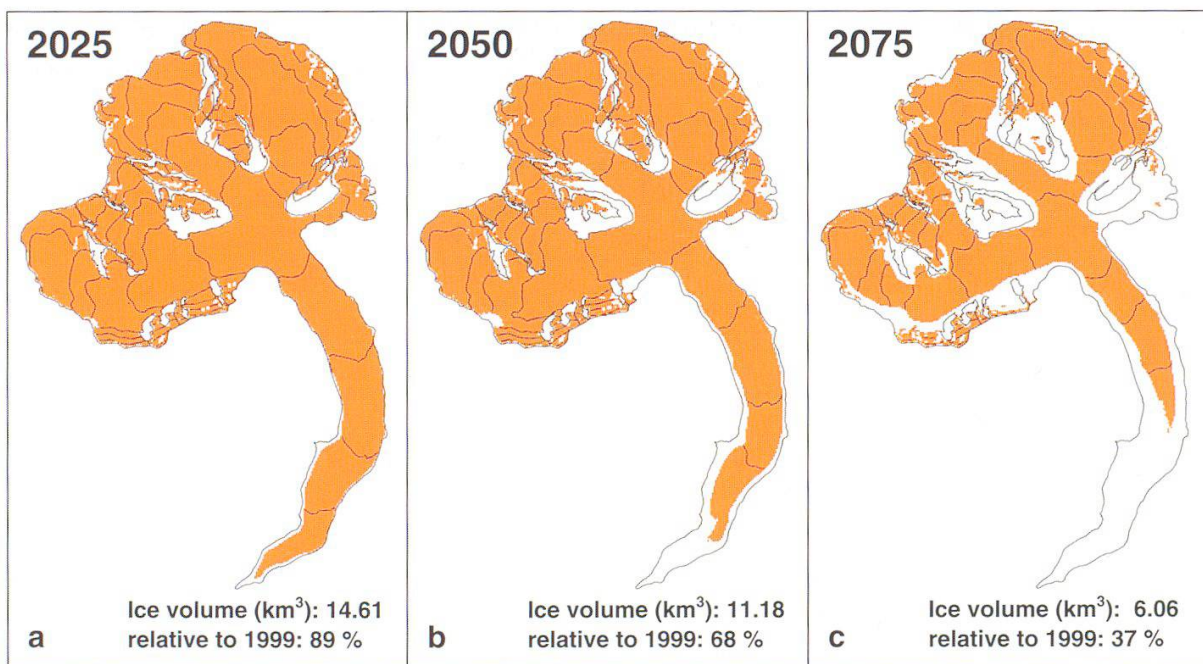 2025
Ice volume (km³): 14.61
a relative to 1999: 89 %
2050
Ice volume (km³): 11.18
b relative to 1999: 68 %
2075
Ice volume (km³): 6.06
c relative to 1999: 37 %